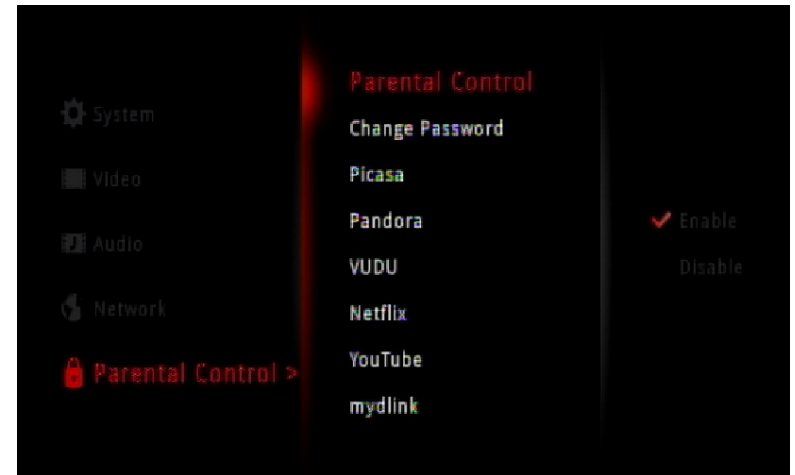 System
Video
Audio
Network
Parental Control >
Parental Control
Change Password
Picasa
Pandora
VUDU
Netflix
YouTube
mydlink
Enable
Disable